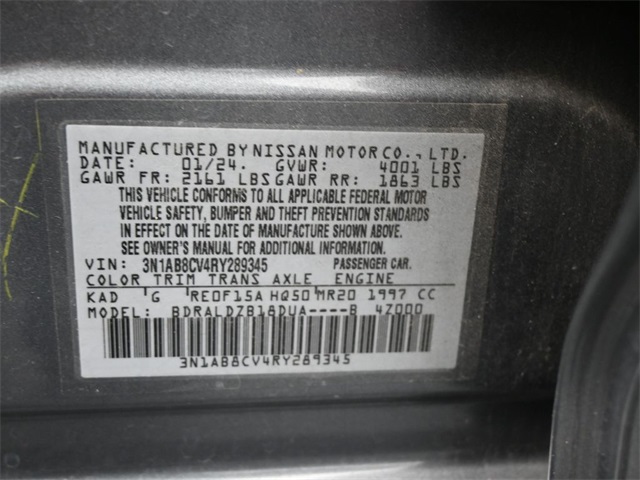 MANUFACTURED BY NISSAN MOTOR CO., LTD.
DATE: 01/24. GVWR: 4001 LBS
GAWR FR: 2161 LBS GAWR RR: 1863 LBS
THIS VEHICLE CONFORMS TO ALL APPLICABLE FEDERAL MOTOR
VEHICLE SAFETY, BUMPER AND THEFT PREVENTION STANDARDS
IN EFFECT ON THE DATE OF MANUFACTURE SHOWN ABOVE.
SEE OWNER'S MANUAL FOR ADDITIONAL INFORMATION.
VIN: 3N1AB8CV4RY289345 PASSENGER CAR.
COLOR TRIM TRANS AXLE ENGINE
KAD G RE0F15A HQ50 MR20 1997 CC
MODEL: BDRALDZB18DUA----B 4Z000
3N1AB8CV4RY289345